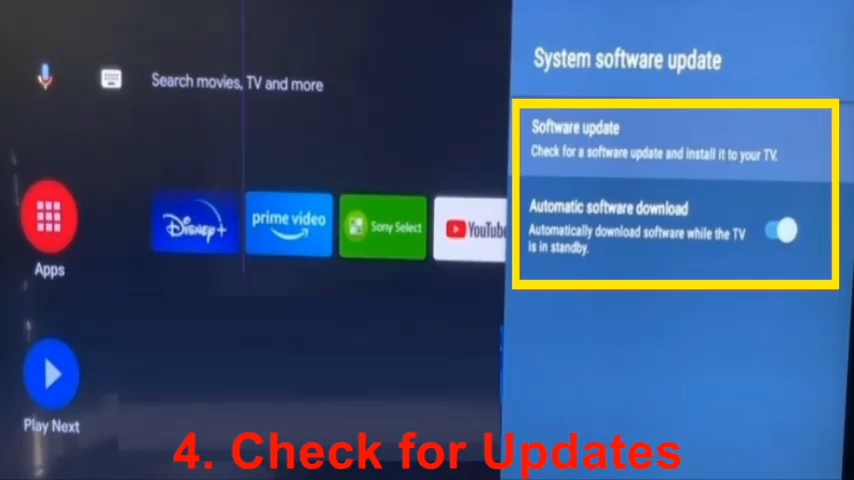 Search movies, TV and more
System software update
Software update
Check for a software update and install it to your TV.
Automatic software download
Automatically download software while the TV
is in standby.
Disney+
prime video
Sony Select
YouTube
Apps
Play Next
4. Check for Updates